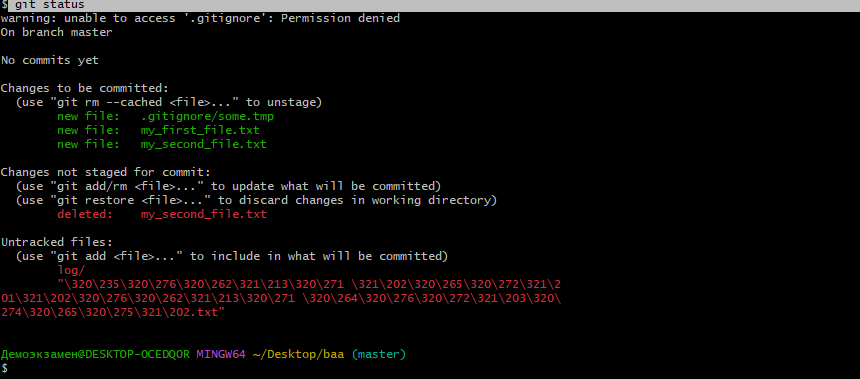 $ git status
warning: unable to access '.gitignore': Permission denied
On branch master
No commits yet
Changes to be committed:
(use "git rm --cached <file>..." to unstage)
new file:   .gitignore/some.tmp
new file:   my_first_file.txt
new file:   my_second_file.txt
Changes not staged for commit:
(use "git add/rm <file>..." to update what will be committed)
(use "git restore <file>..." to discard changes in working directory)
deleted:    my_second_file.txt
Untracked files:
(use "git add <file>..." to include in what will be committed)
log/
"\320\235\320\276\320\262\321\213\320\271 \321\202\320\265\320\272\321\2
01\321\202\320\276\320\262\321\213\320\271 \320\264\320\276\320\272\321\203\320\
274\320\265\320\275\321\202.txt"
Демоэкзамен@DESKTOP-OCEDQOR MINGW64 ~/Desktop/baa (master)
$